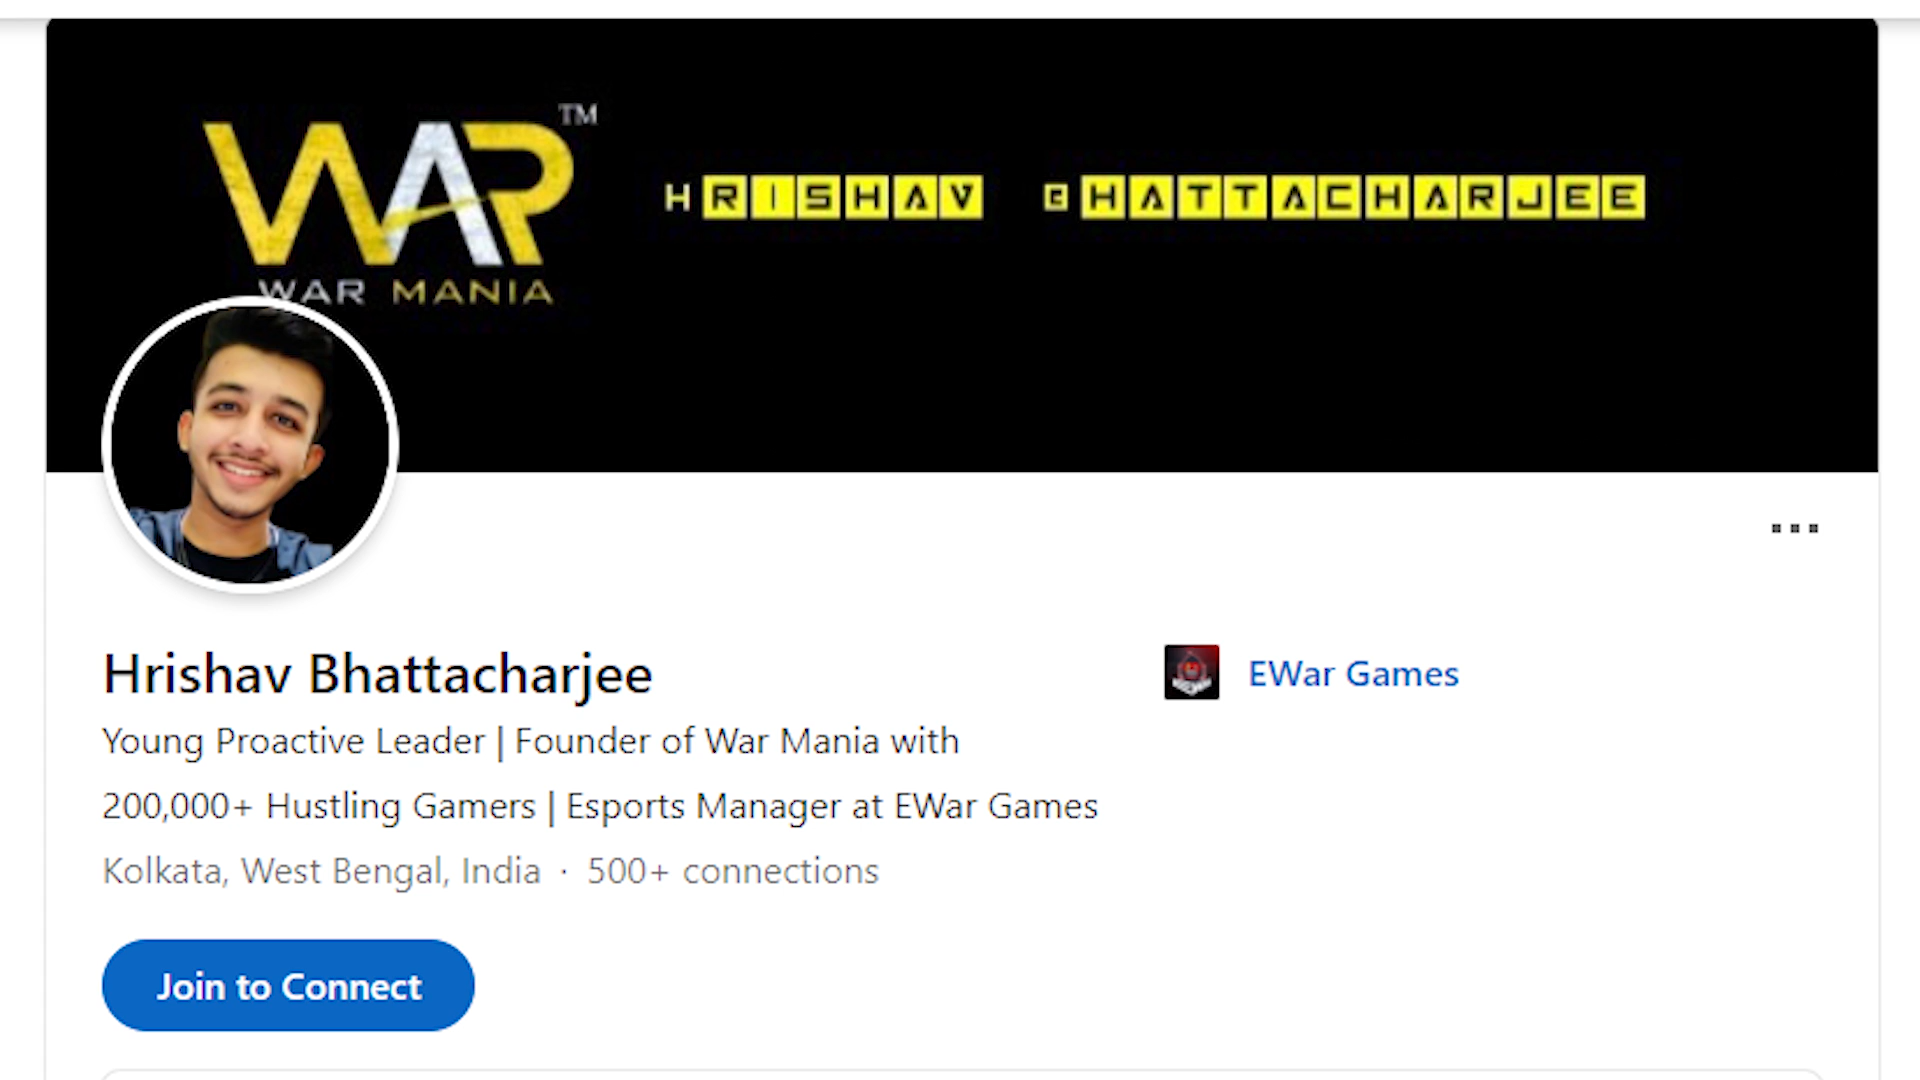 WAR™
WAR MANIA
HRISHAV BHATTACHARJEE
Hrishav Bhattacharjee
EWar Games
Young Proactive Leader | Founder of War Mania with
200,000+ Hustling Gamers | Esports Manager at EWar Games
Kolkata, West Bengal, India · 500+ connections
Join to Connect